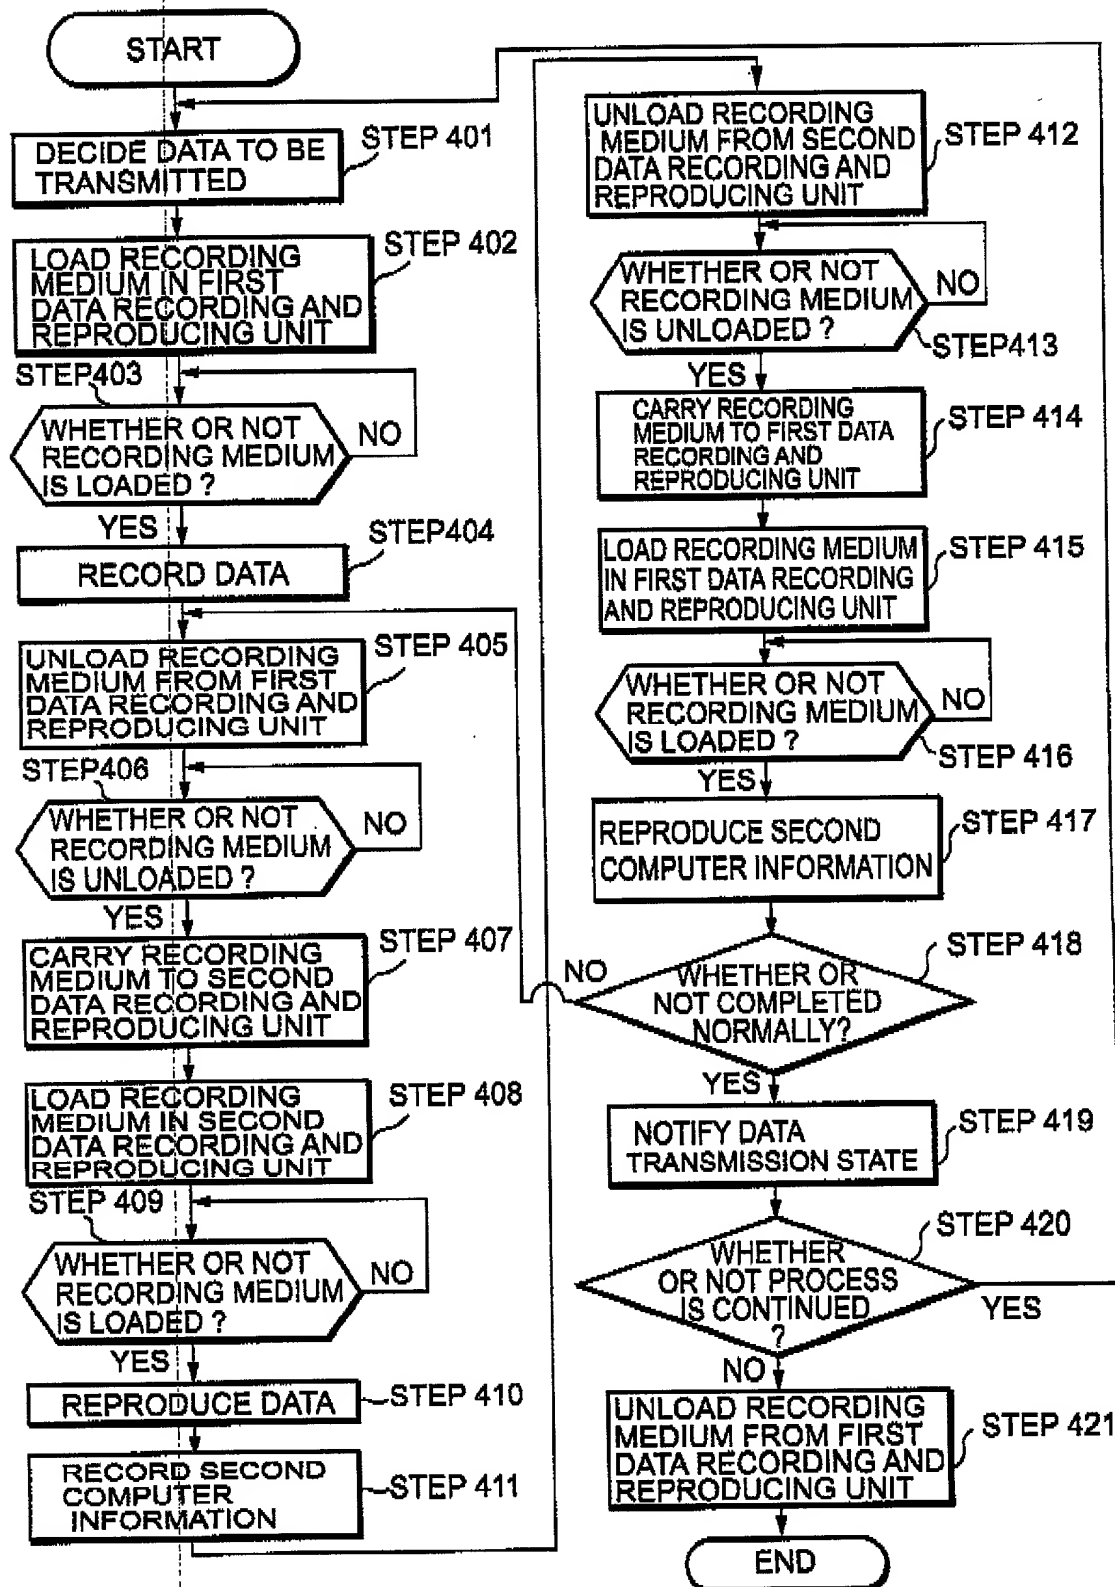 START
STEP 401
DECIDE DATA TO BE
TRANSMITTED
STEP 402
LOAD RECORDING
MEDIUM IN FIRST
DATA RECORDING AND
REPRODUCING UNIT
STEP403
WHETHER OR NOT
RECORDING MEDIUM
IS LOADED ?
NO
YES
STEP404
RECORD DATA
STEP 405
UNLOAD RECORDING
MEDIUM FROM FIRST
DATA RECORDING AND
REPRODUCING UNIT
STEP406
WHETHER OR NOT
RECORDING MEDIUM
IS UNLOADED ?
NO
YES
STEP 407
CARRY RECORDING
MEDIUM TO SECOND
DATA RECORDING AND
REPRODUCING UNIT
STEP 408
LOAD RECORDING
MEDIUM IN SECOND
DATA RECORDING AND
REPRODUCING UNIT
STEP 409
WHETHER OR NOT
RECORDING MEDIUM
IS LOADED ?
NO
YES
REPRODUCE DATA
STEP 410
RECORD SECOND
COMPUTER
INFORMATION
STEP 411
UNLOAD RECORDING
MEDIUM FROM SECOND
DATA RECORDING AND
REPRODUCING UNIT
STEP 412
WHETHER OR NOT
RECORDING MEDIUM
IS UNLOADED ?
NO
STEP413
YES
CARRY RECORDING
MEDIUM TO FIRST DATA
RECORDING AND
REPRODUCING UNIT
STEP 414
LOAD RECORDING MEDIUM
IN FIRST DATA RECORDING
AND REPRODUCING UNIT
STEP 415
WHETHER OR NOT
RECORDING MEDIUM
IS LOADED ?
NO
STEP 416
YES
REPRODUCE SECOND
COMPUTER INFORMATION
STEP 417
STEP 418
NO
WHETHER OR
NOT COMPLETED
NORMALLY?
YES
NOTIFY DATA
TRANSMISSION STATE
STEP 419
STEP 420
WHETHER
OR NOT PROCESS
IS CONTINUED
?
YES
NO
UNLOAD RECORDING
MEDIUM FROM FIRST
DATA RECORDING AND
REPRODUCING UNIT
STEP 421
END